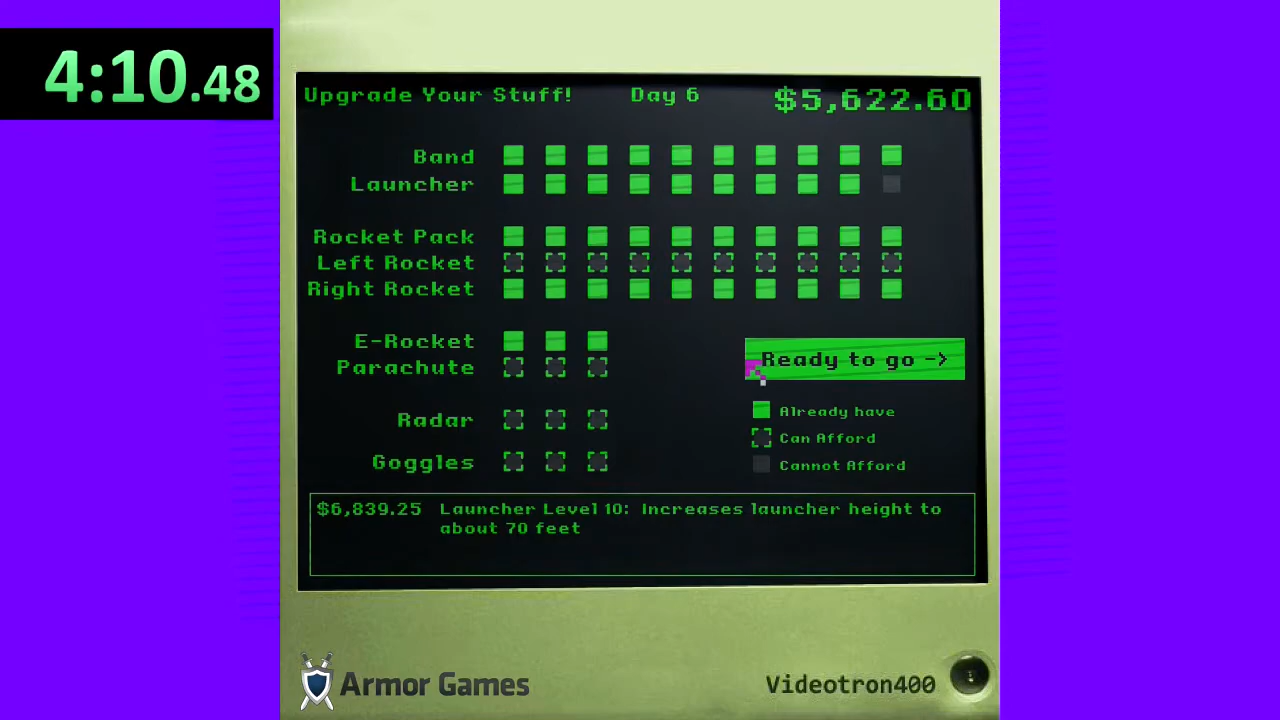 4:10.48
Upgrade Your Stuff! Day 6 $5,622.60
Band
Launcher
Rocket Pack
Left Rocket
Right Rocket
E-Rocket
Parachute
Ready to go ->
Radar
Already have
Can Afford
Goggles
Cannot Afford
$6,839.25 Launcher Level 10: Increases launcher height to
about 70 feet
Armor Games
Videotron400